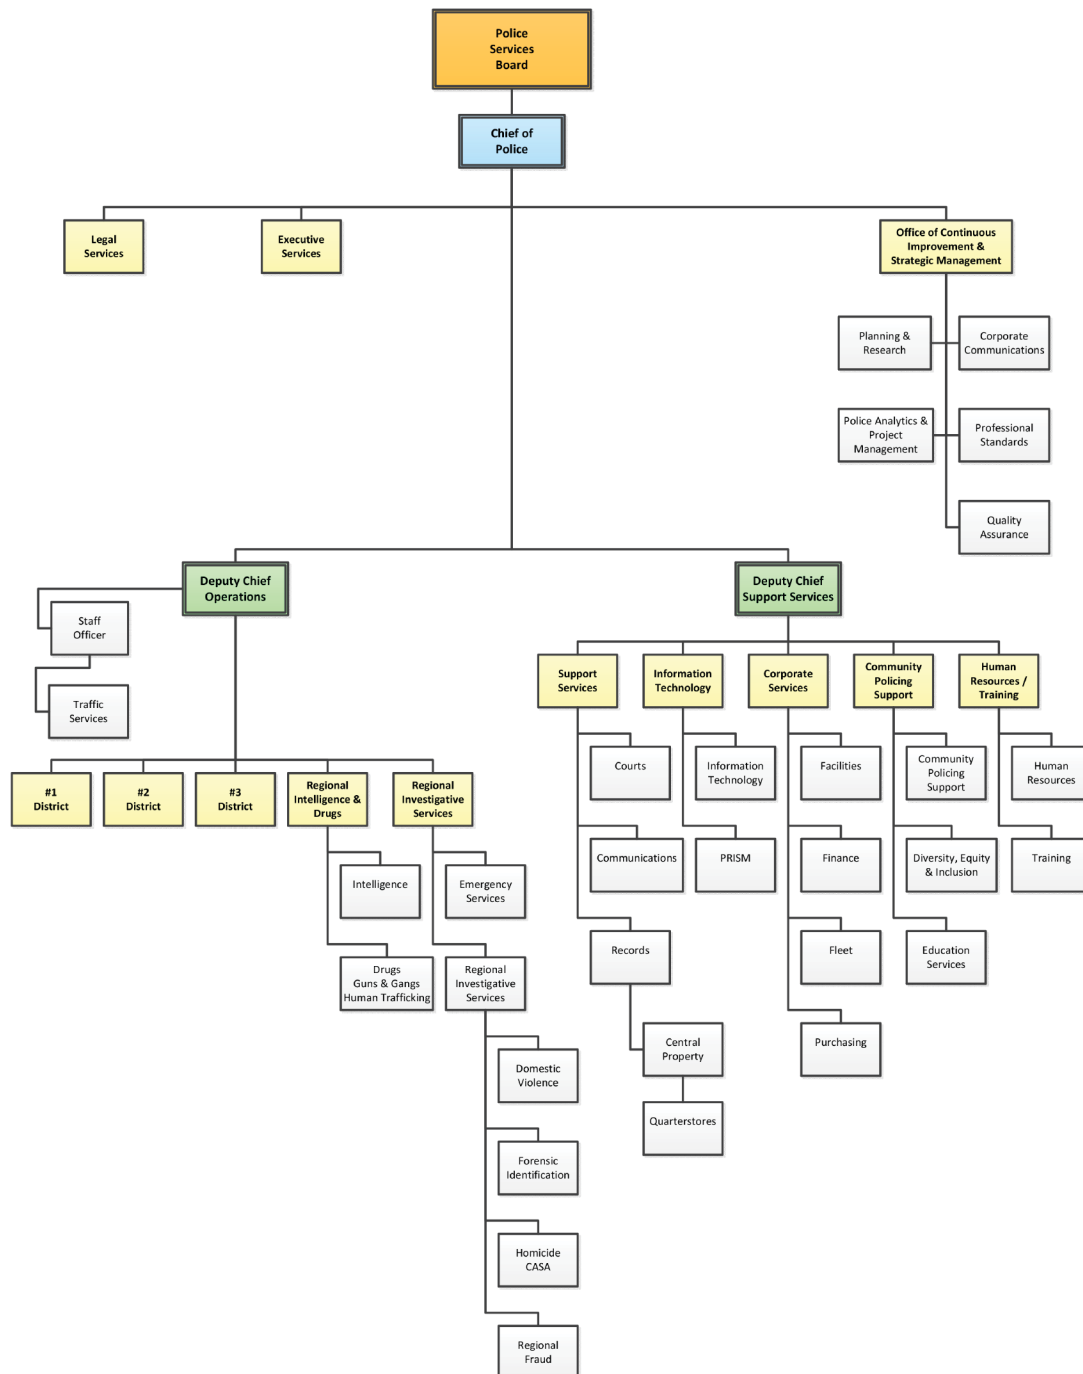 Police
Services
Board
Chief of
Police
Legal
Services
Executive
Services
Office of Continuous
Improvement &
Strategic Management
Planning &
Research
Corporate
Communications
Police Analytics &
Project
Management
Professional
Standards
Quality
Assurance
Deputy Chief
Operations
Deputy Chief
Support Services
Staff
Officer
Traffic
Services
Support
Services
Information
Technology
Corporate
Services
Community
Policing
Support
Human
Resources /
Training
#1
District
#2
District
#3
District
Regional
Intelligence &
Drugs
Regional
Investigative
Services
Courts
Information
Technology
Facilities
Community
Policing
Support
Human
Resources
Intelligence
Emergency
Services
Communications
PRISM
Finance
Diversity, Equity
& Inclusion
Training
Drugs
Guns & Gangs
Human Trafficking
Regional
Investigative
Services
Records
Fleet
Education
Services
Domestic
Violence
Central
Property
Purchasing
Quarterstores
Forensic
Identification
Homicide
CASA
Regional
Fraud